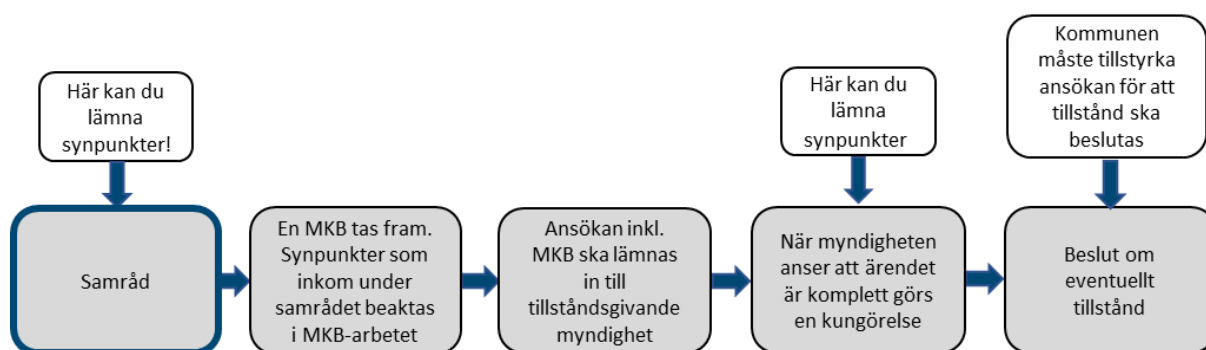 Här kan du
lämna
synpunkter!
Här kan du
lämna
synpunkter
Kommunen
måste tillstyrka
ansökan för att
tillstånd ska
beslutas
Samråd
En MKB tas fram.
Synpunkter som
inkom under
samrådet beaktas
i MKB-arbetet
Ansökan inkl.
MKB ska lämnas
in till
tillståndsgivande
myndighet
När myndigheten
anser att ärendet
är komplett görs
en kungörelse
Beslut om
eventuellt
tillstånd